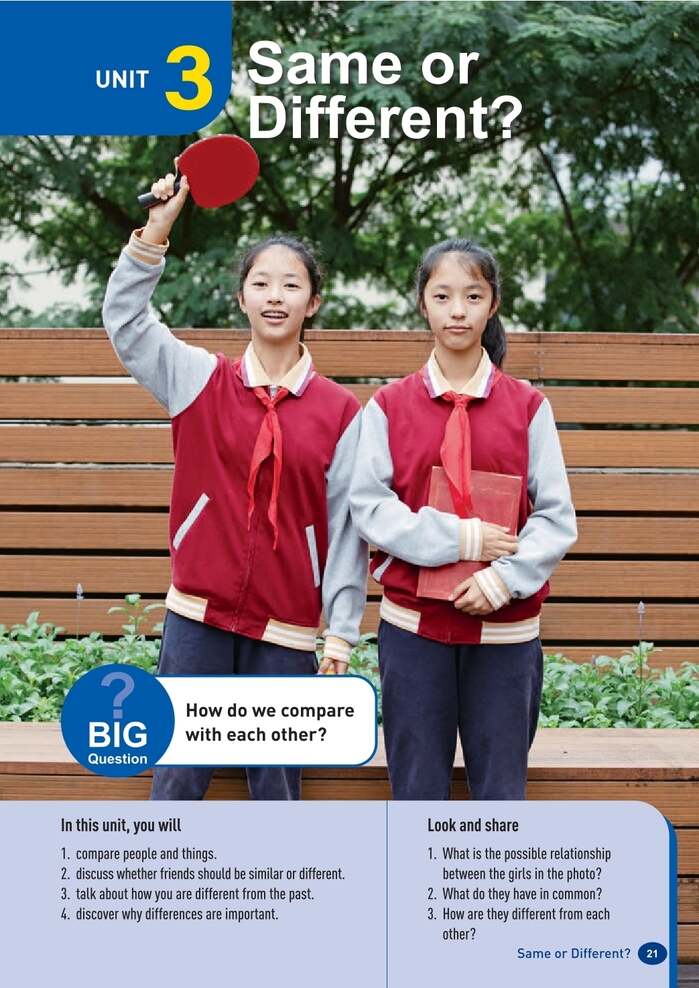 UNIT 3
Same or
Different?
?
BIG
Question
How do we compare
with each other?
In this unit, you will
1. compare people and things.
2. discuss whether friends should be similar or different.
3. talk about how you are different from the past.
4. discover why differences are important.
Look and share
1. What is the possible relationship
between the girls in the photo?
2. What do they have in common?
3. How are they different from each
other?
Same or Different? 21